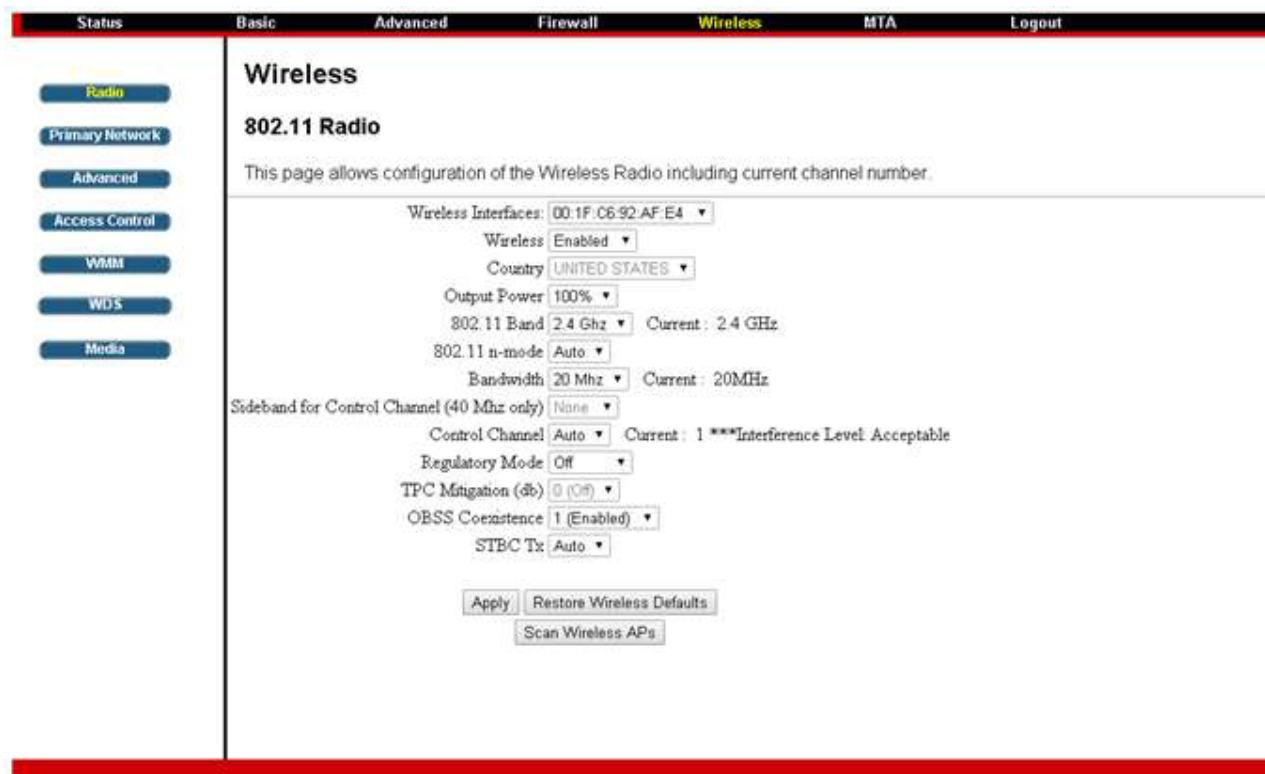 Status Basic Advanced Firewall Wireless MTA Logout
Radio
Primary Network
Advanced
Access Control
WMM
WDS
Media
Wireless
802.11 Radio
This page allows configuration of the Wireless Radio including current channel number.
Wireless Interfaces: 00:1F:C6:92:AF:E4
Wireless Enabled
Country UNITED STATES
Output Power 100%
802.11 Band 2.4 Ghz Current : 2.4 GHz
802.11 n-mode Auto
Bandwidth 20 Mhz Current : 20MHz
Sideband for Control Channel (40 Mhz only) None
Control Channel Auto Current : 1 ***Interference Level: Acceptable
Regulatory Mode Off
TPC Mitigation (db) 0 (Off)
OBSS Coexistence 1 (Enabled)
STBC Tx Auto
Apply Restore Wireless Defaults
Scan Wireless APs